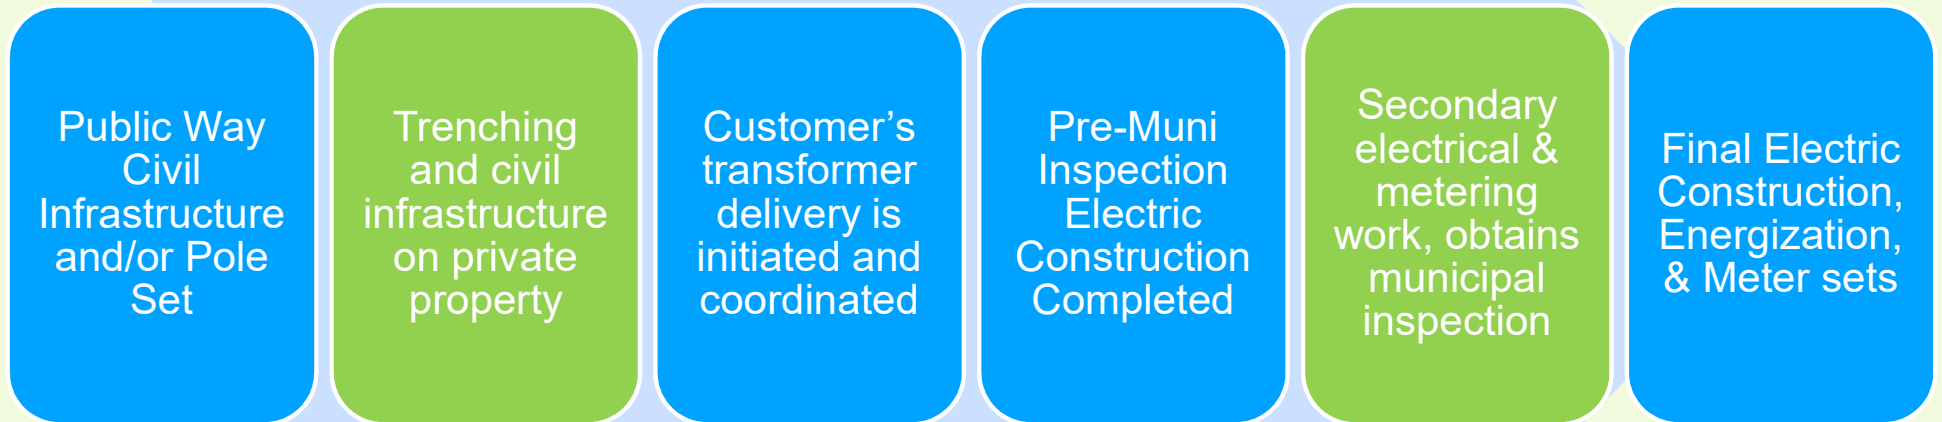 Public Way
Civil
Infrastructure
and/or Pole
Set
Trenching
and civil
infrastructure
on private
property
Customer’s
transformer
delivery is
initiated and
coordinated
Pre-Muni
Inspection
Electric
Construction
Completed
Secondary
electrical &
metering
work, obtains
municipal
inspection
Final Electric
Construction,
Energization,
& Meter sets